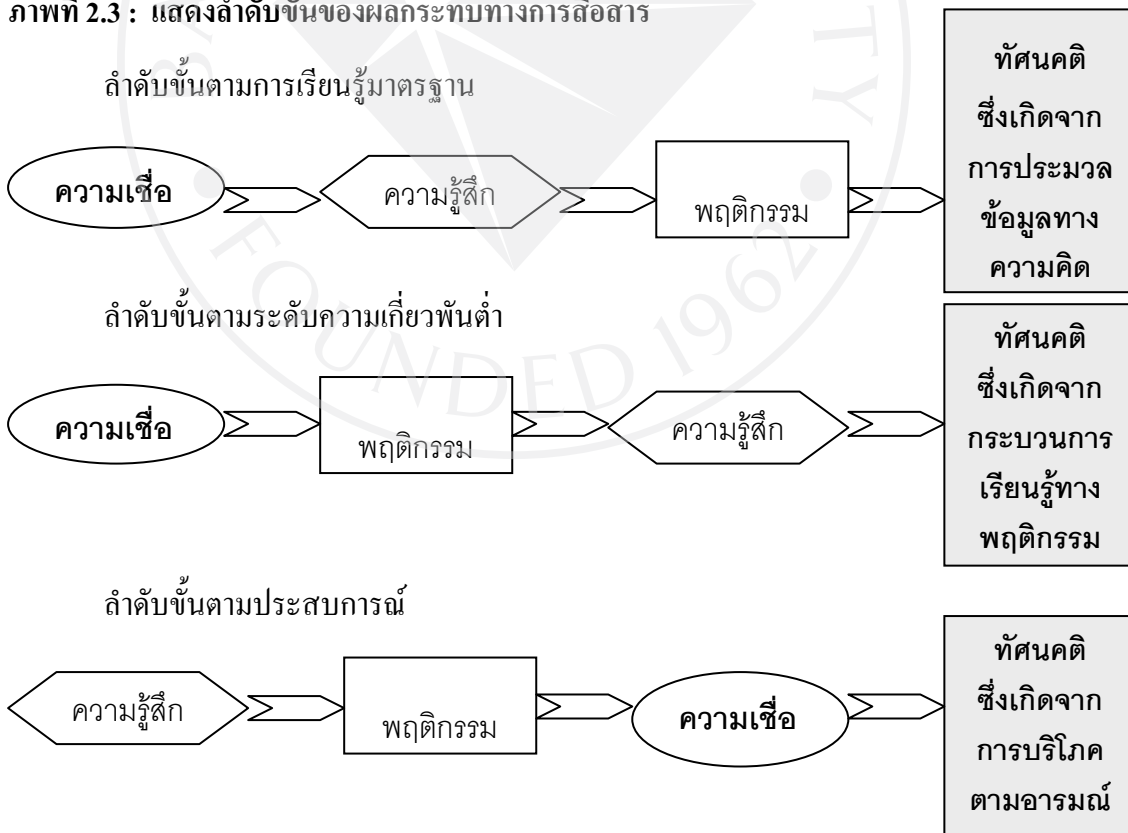 ภาพที่ 2.3 : แสดงลำดับขั้นของผลกระทบทางการสื่อสาร
ลำดับขั้นตามการเรียนรู้มาตรฐาน
ความเชื่อ
ความรู้สึก
พฤติกรรม
ทัศนคติ
ซึ่งเกิดจาก
การประมวล
ข้อมูลทาง
ความคิด
ลำดับขั้นตามระดับความเกี่ยวพันต่ำ
ความเชื่อ
พฤติกรรม
ความรู้สึก
ทัศนคติ
ซึ่งเกิดจาก
กระบวนการ
เรียนรู้ทาง
พฤติกรรม
ลำดับขั้นตามประสบการณ์
ความรู้สึก
พฤติกรรม
ความเชื่อ
ทัศนคติ
ซึ่งเกิดจาก
การบริโภค
ตามอารมณ์
FOUNDED 1962